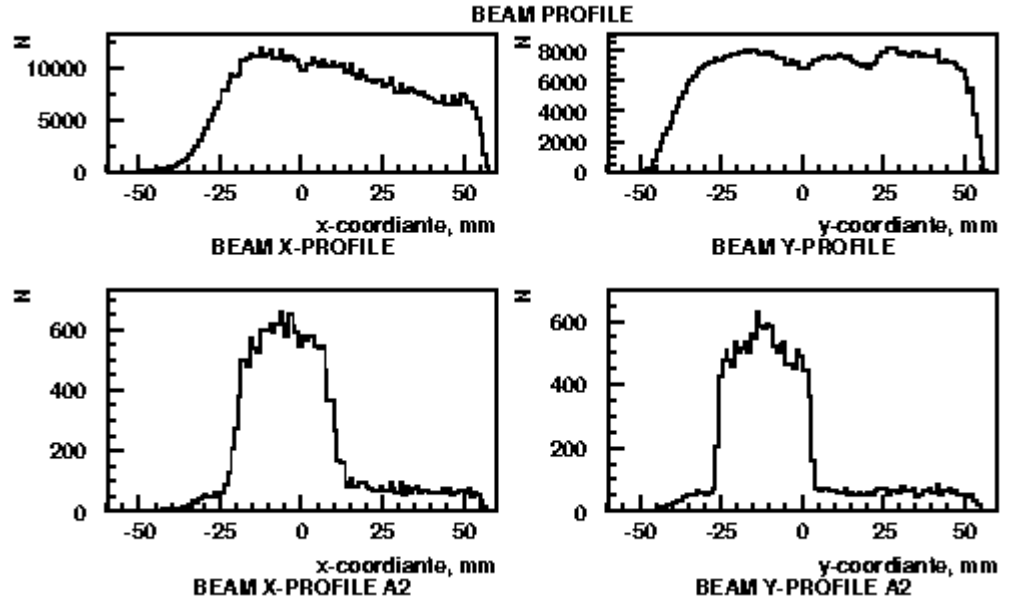 BEAM PROFILE
N
10000
5000
0
-50 -25 0 25 50
x-coordiante, mm
BEAM X-PROFILE
N
8000
6000
4000
2000
0
-50 -25 0 25 50
y-coordiante, mm
BEAM Y-PROFILE
N
600
400
200
0
-50 -25 0 25 50
x-coordiante, mm
BEAM X-PROFILE A2
N
600
400
200
0
-50 -25 0 25 50
y-coordiante, mm
BEAM Y-PROFILE A2